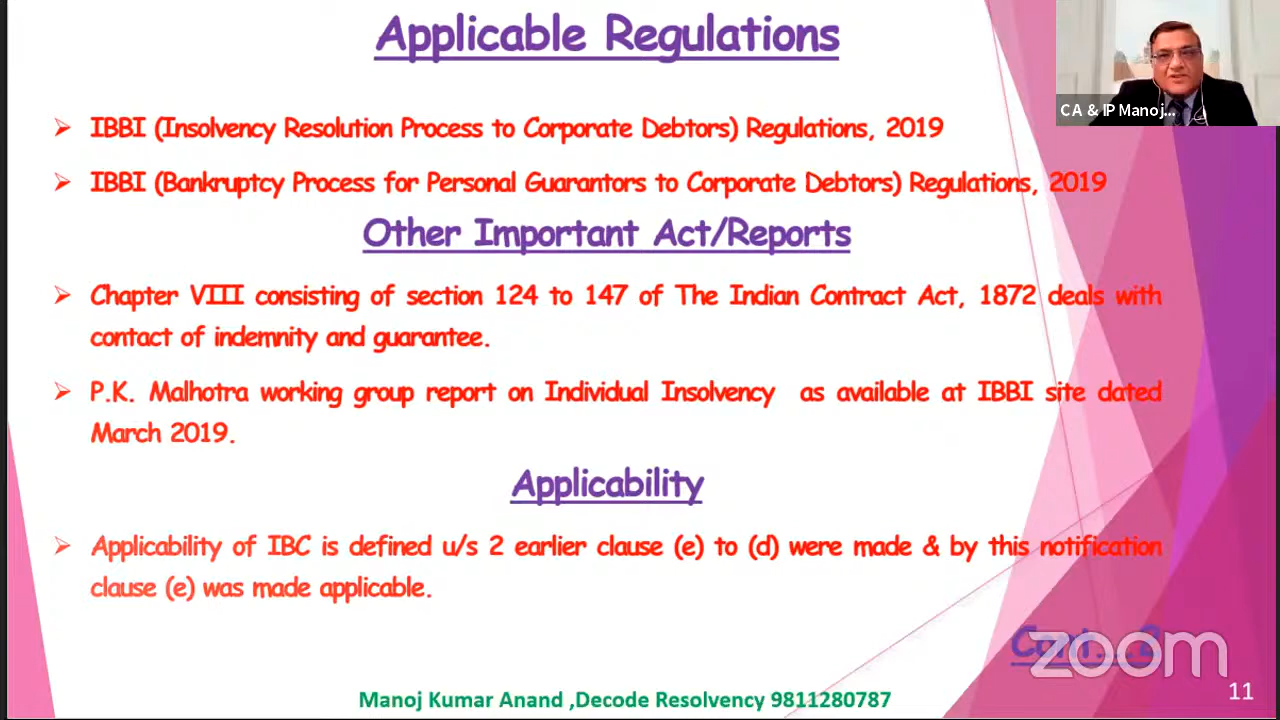 Applicable Regulations
CA & IP Manoj...
➢ IBBI (Insolvency Resolution Process to Corporate Debtors) Regulations, 2019
➢ IBBI (Bankruptcy Process for Personal Guarantors to Corporate Debtors) Regulations, 2019
Other Important Act/Reports
➢ Chapter VIII consisting of section 124 to 147 of The Indian Contract Act, 1872 deals with
contact of indemnity and guarantee.
➢ P.K. Malhotra working group report on Individual Insolvency as available at IBBI site dated
March 2019.
Applicability
➢ Applicability of IBC is defined u/s 2 earlier clause (e) to (d) were made & by this notification
clause (e) was made applicable.
Cont... 2
zoom
Manoj Kumar Anand ,Decode Resolvency 9811280787
11